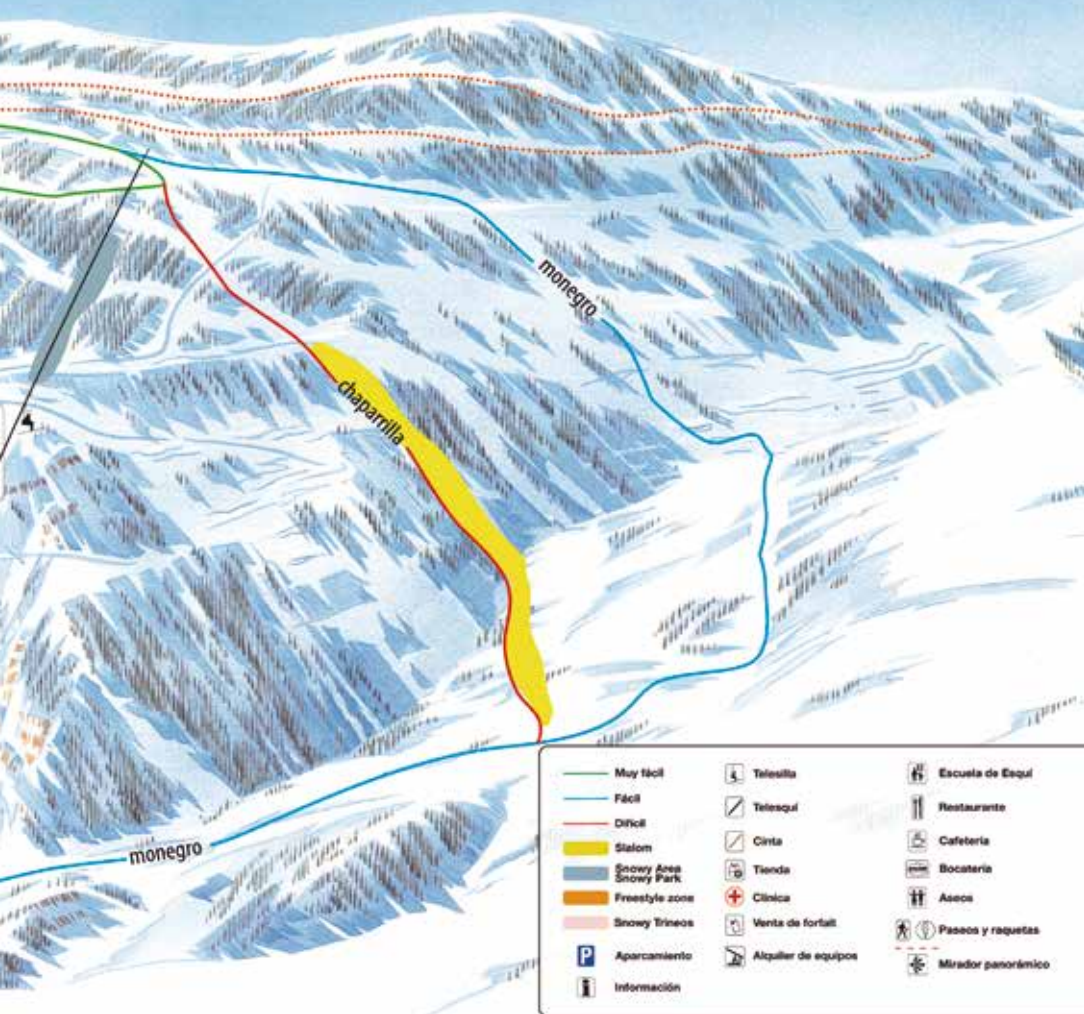 monegro
chaparrilla
monegro
Muy fácil
Fácil
Difícil
Slalom
Snowy Area
Snowy Park
Freestyle zone
Snowy Trineos
P
Aparcamiento
i
Información
Telesilla
Telesquí
Cinta
Tienda
Clínica
Venta de forfait
Alquiler de equipos
Escuela de Esquí
Restaurante
Cafetería
Bocatería
Aseos
Paseos y raquetas
Mirador panorámico